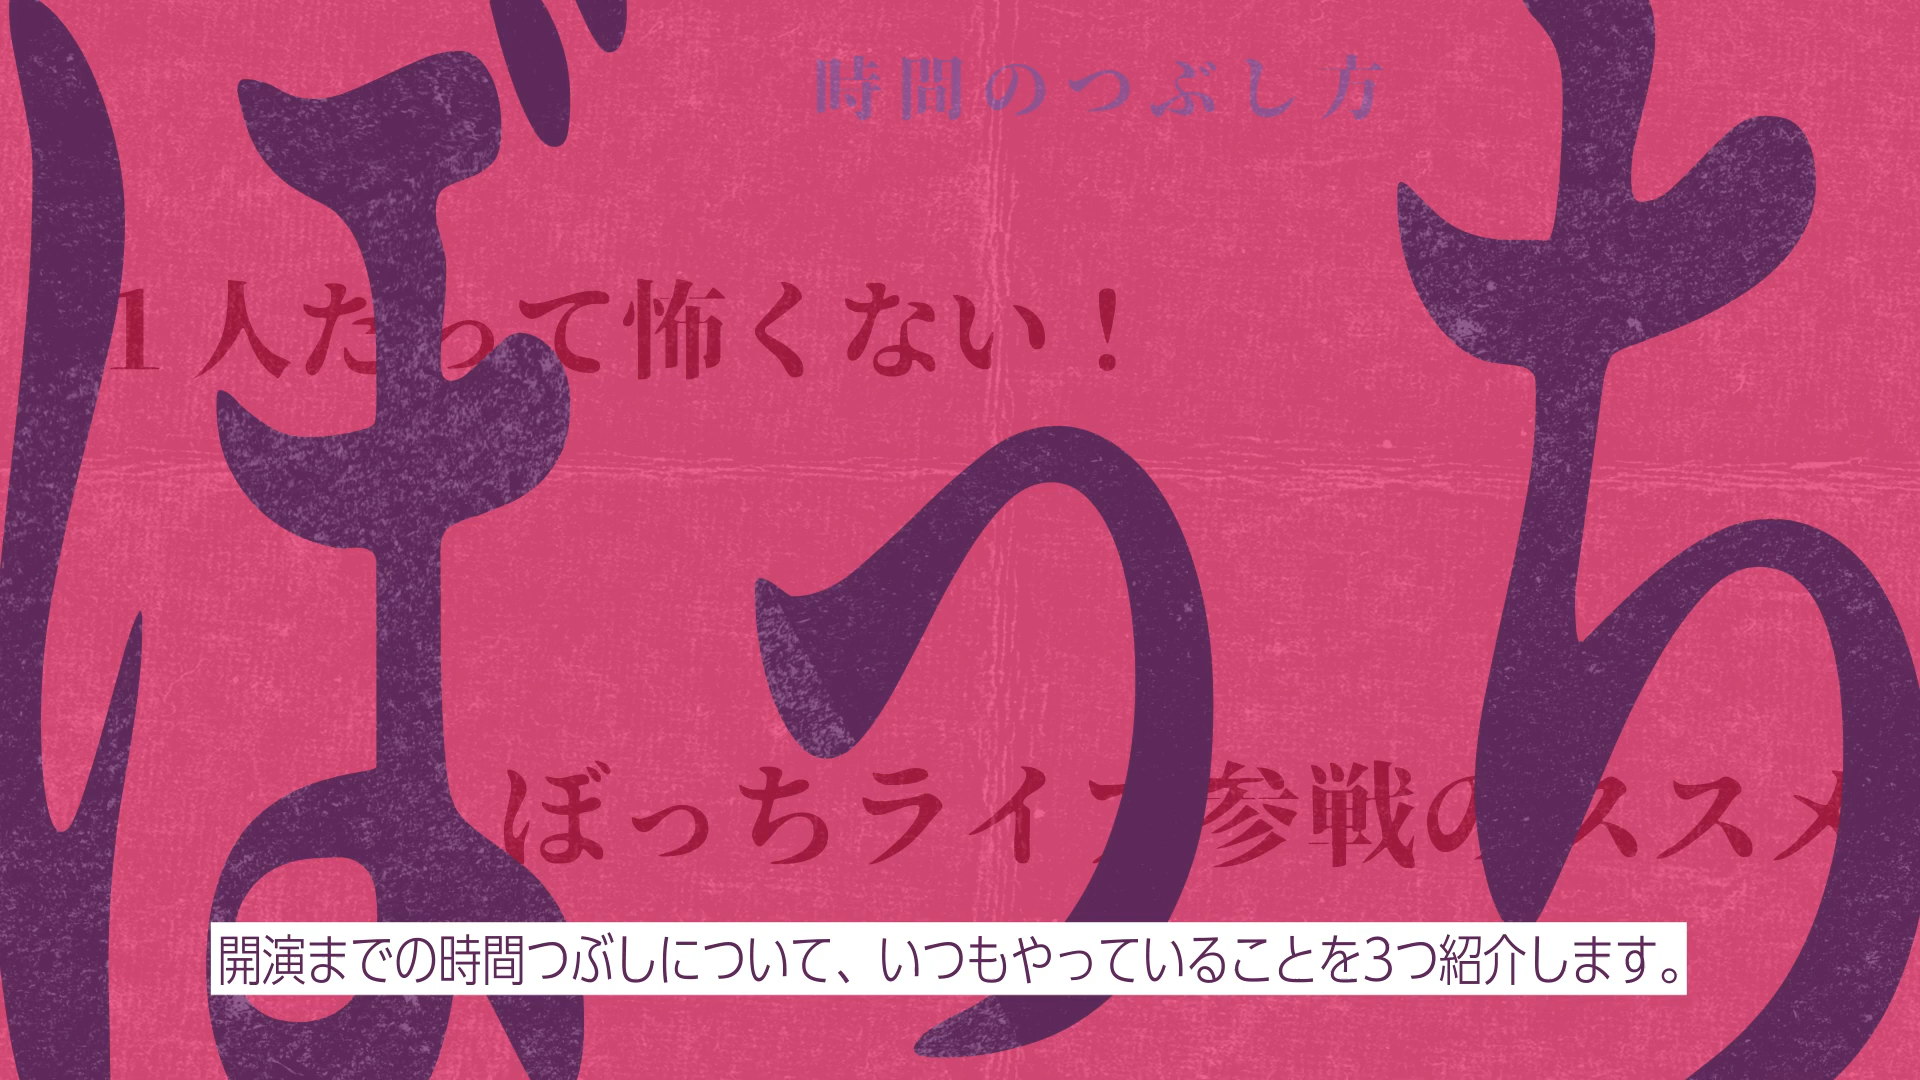 時間のつぶし方
1人だって怖くない！
ぼっち
ぼっちライブ参戦のススメ
開演までの時間つぶしについて、いつもやっていることを3つ紹介します。